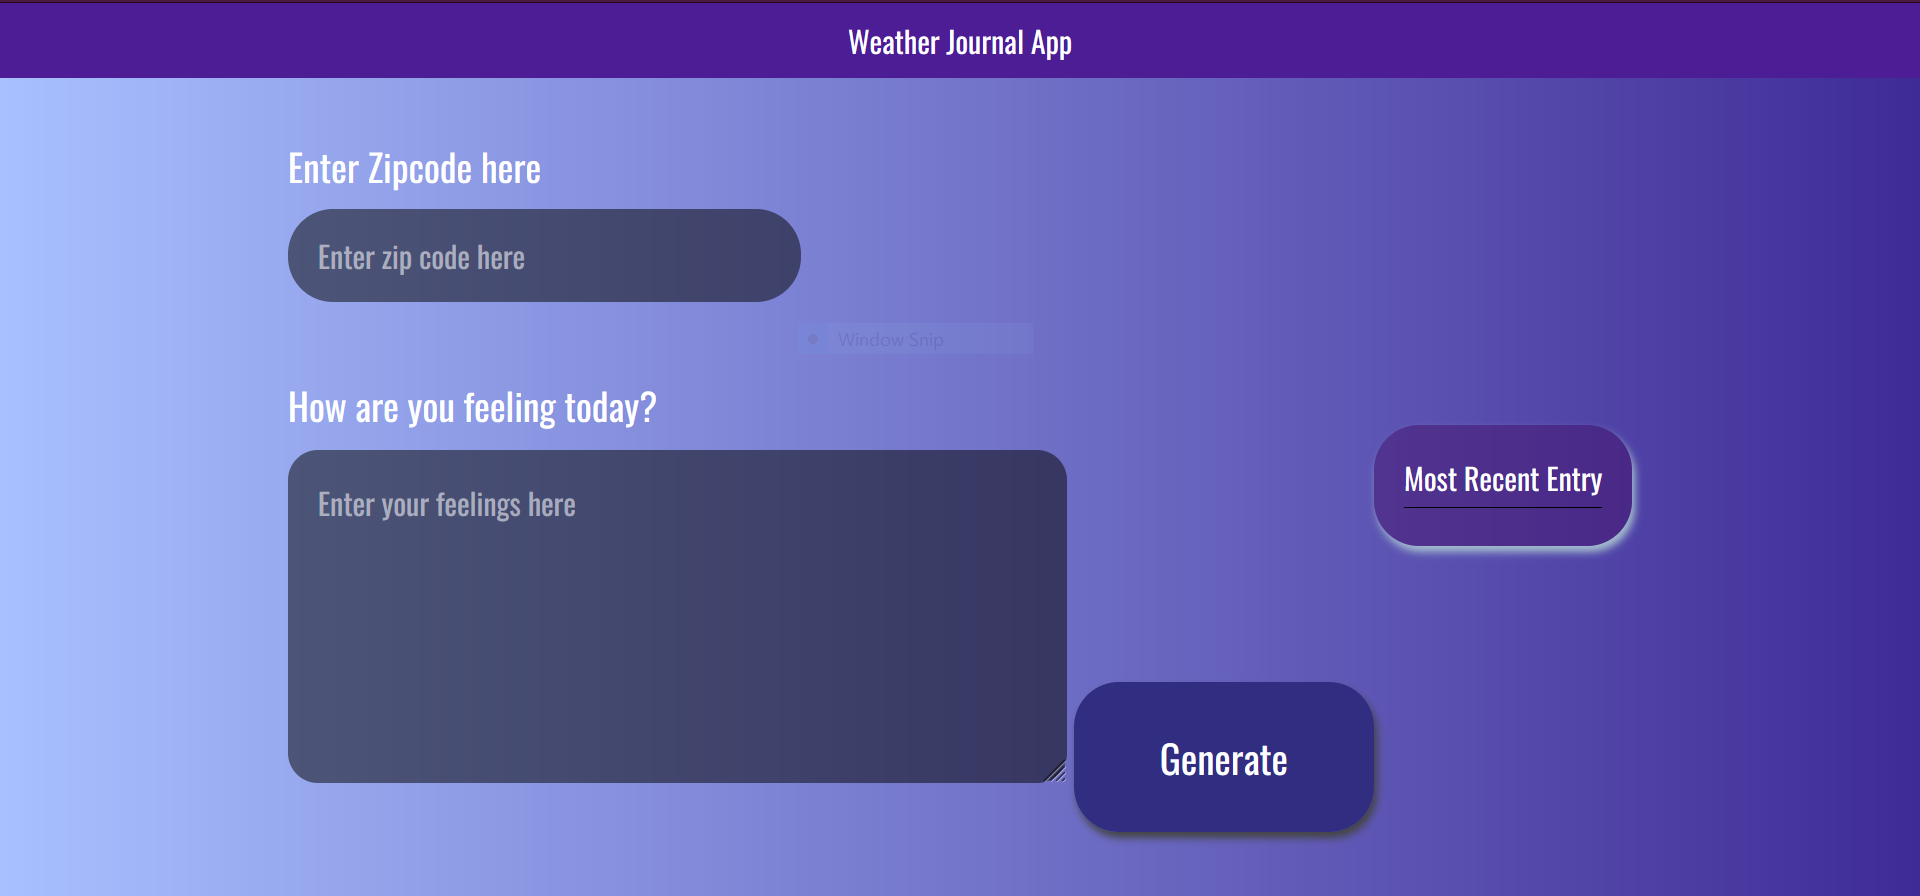 Weather Journal App
Enter Zipcode here
Enter zip code here
Window Snip
How are you feeling today?
Enter your feelings here
Most Recent Entry
Generate